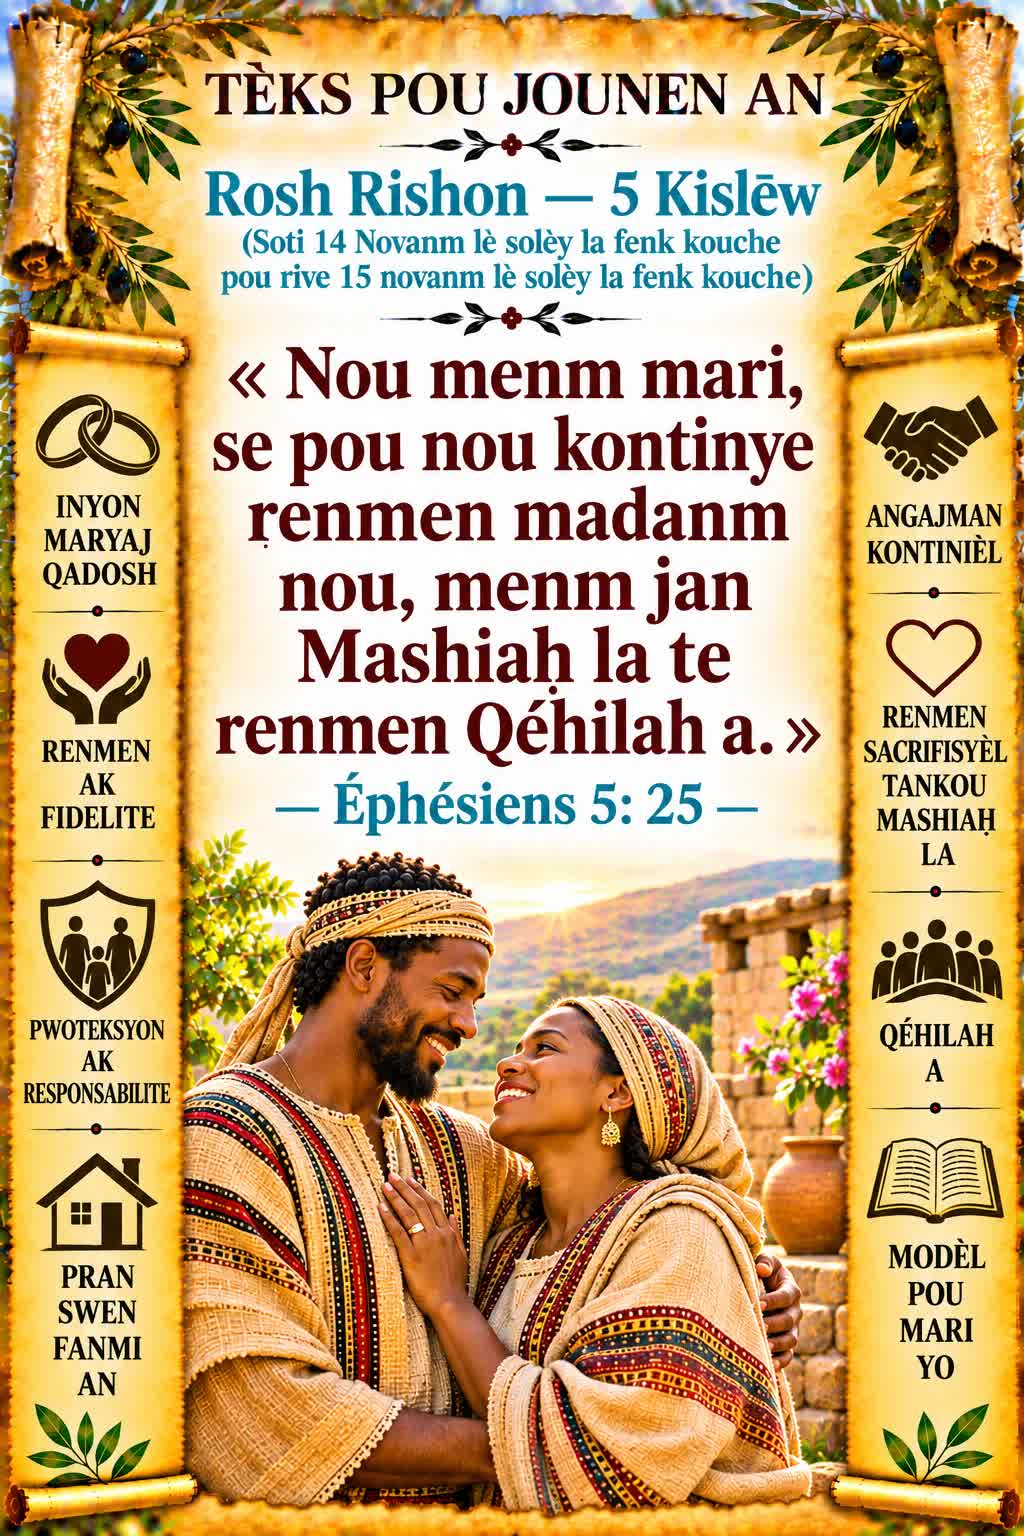 TÈKS POU JOUNEN AN
Rosh Rishon — 5 Kislēw
(Soti 14 Novanm lè solèy la fenk kouche
pou rive 15 novanm lè solèy la fenk kouche)
« Nou menm mari,
se pou nou kontinye
ṛenmen madanm
nou, menm jan
Mashiaḥ la te
renmen Qéhilah a. »
— Éphésiens 5: 25 —
INYON
MARYAJ
QADOSH
RENMEN
AK
FIDELITE
PWOTEKSYON
AK
RESPONSABILITE
PRAN
SWEN
FANMI
AN
ANGAJMAN
KONTINIÈL
RENMEN
SACRIFISYÈL
TANKOU
MASHIAḤ
LA
QÉHILAH
A
MODÈL
POU
MARI
YO